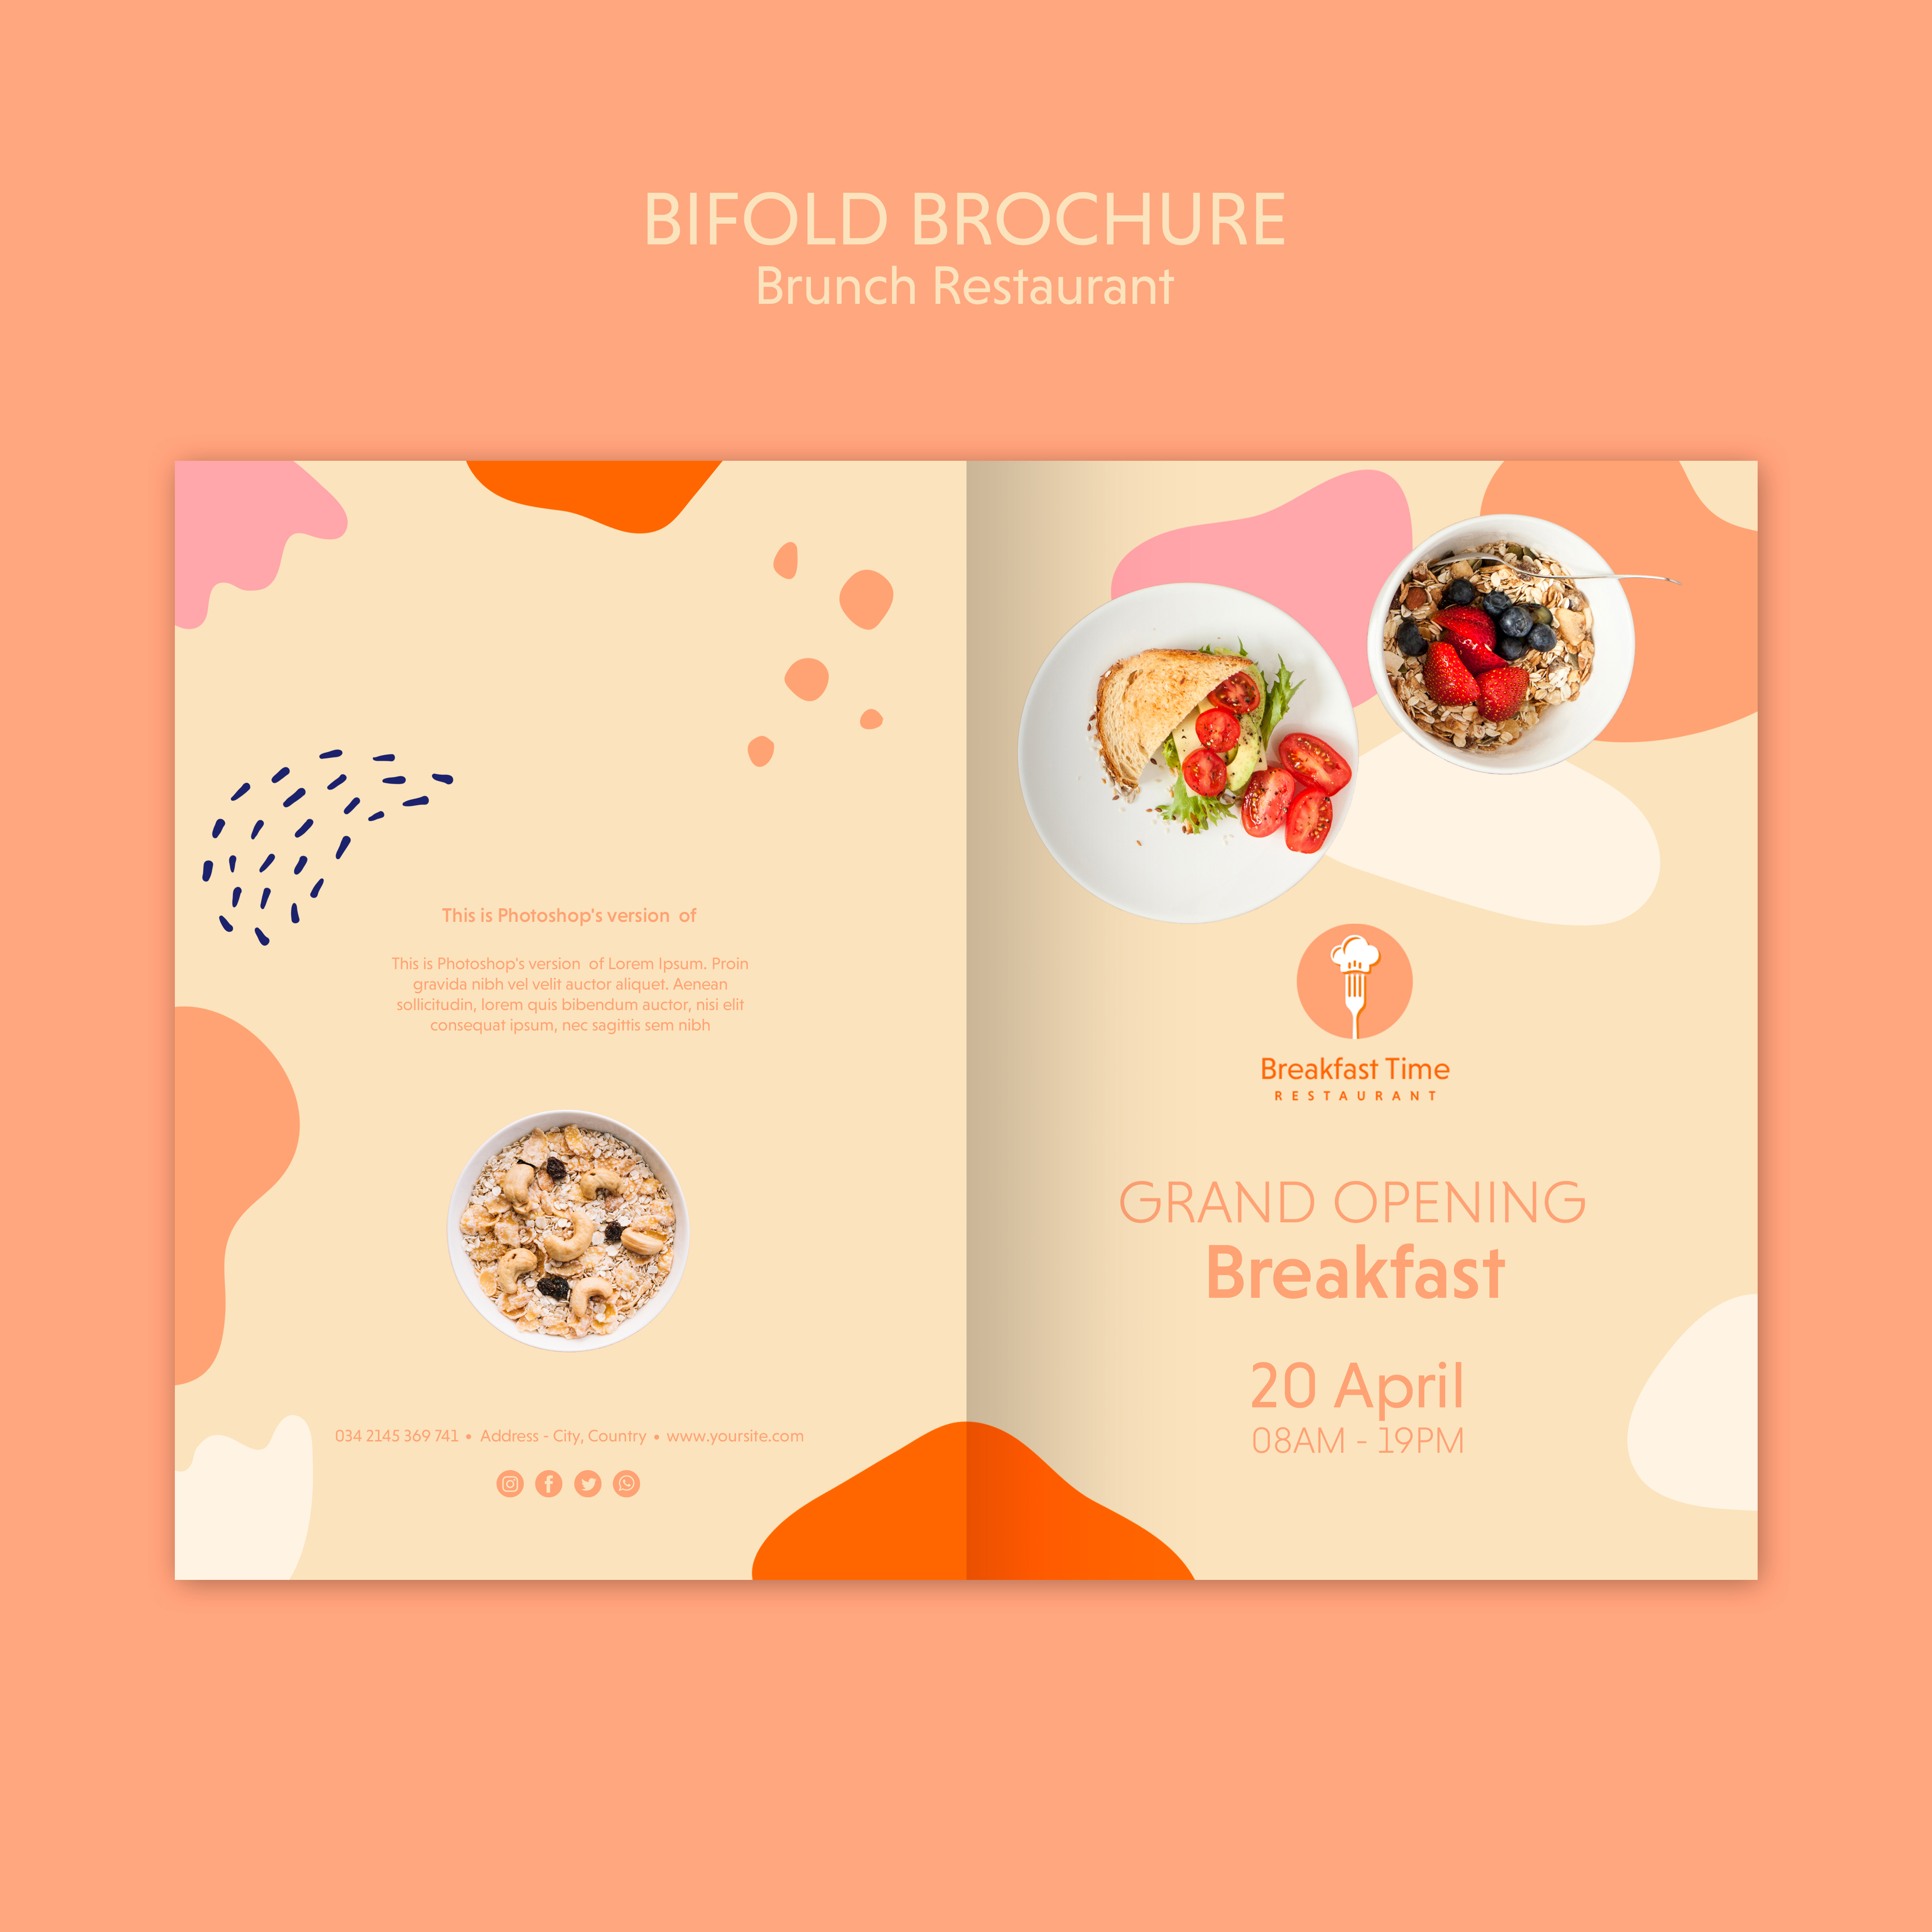 BIFOLD BROCHURE
Brunch Restaurant
This is Photoshop's version  of
This is Photoshop's version  of Lorem Ipsum. Proin
gravida nibh vel velit auctor aliquet. Aenean
sollicitudin, lorem quis bibendum auctor, nisi elit
consequat ipsum, nec sagittis sem nibh
034 2145 369 741 • Address - City, Country • www.yoursite.com
Breakfast Time
RESTAURANT
GRAND OPENING
Breakfast
20 April
08AM - 19PM